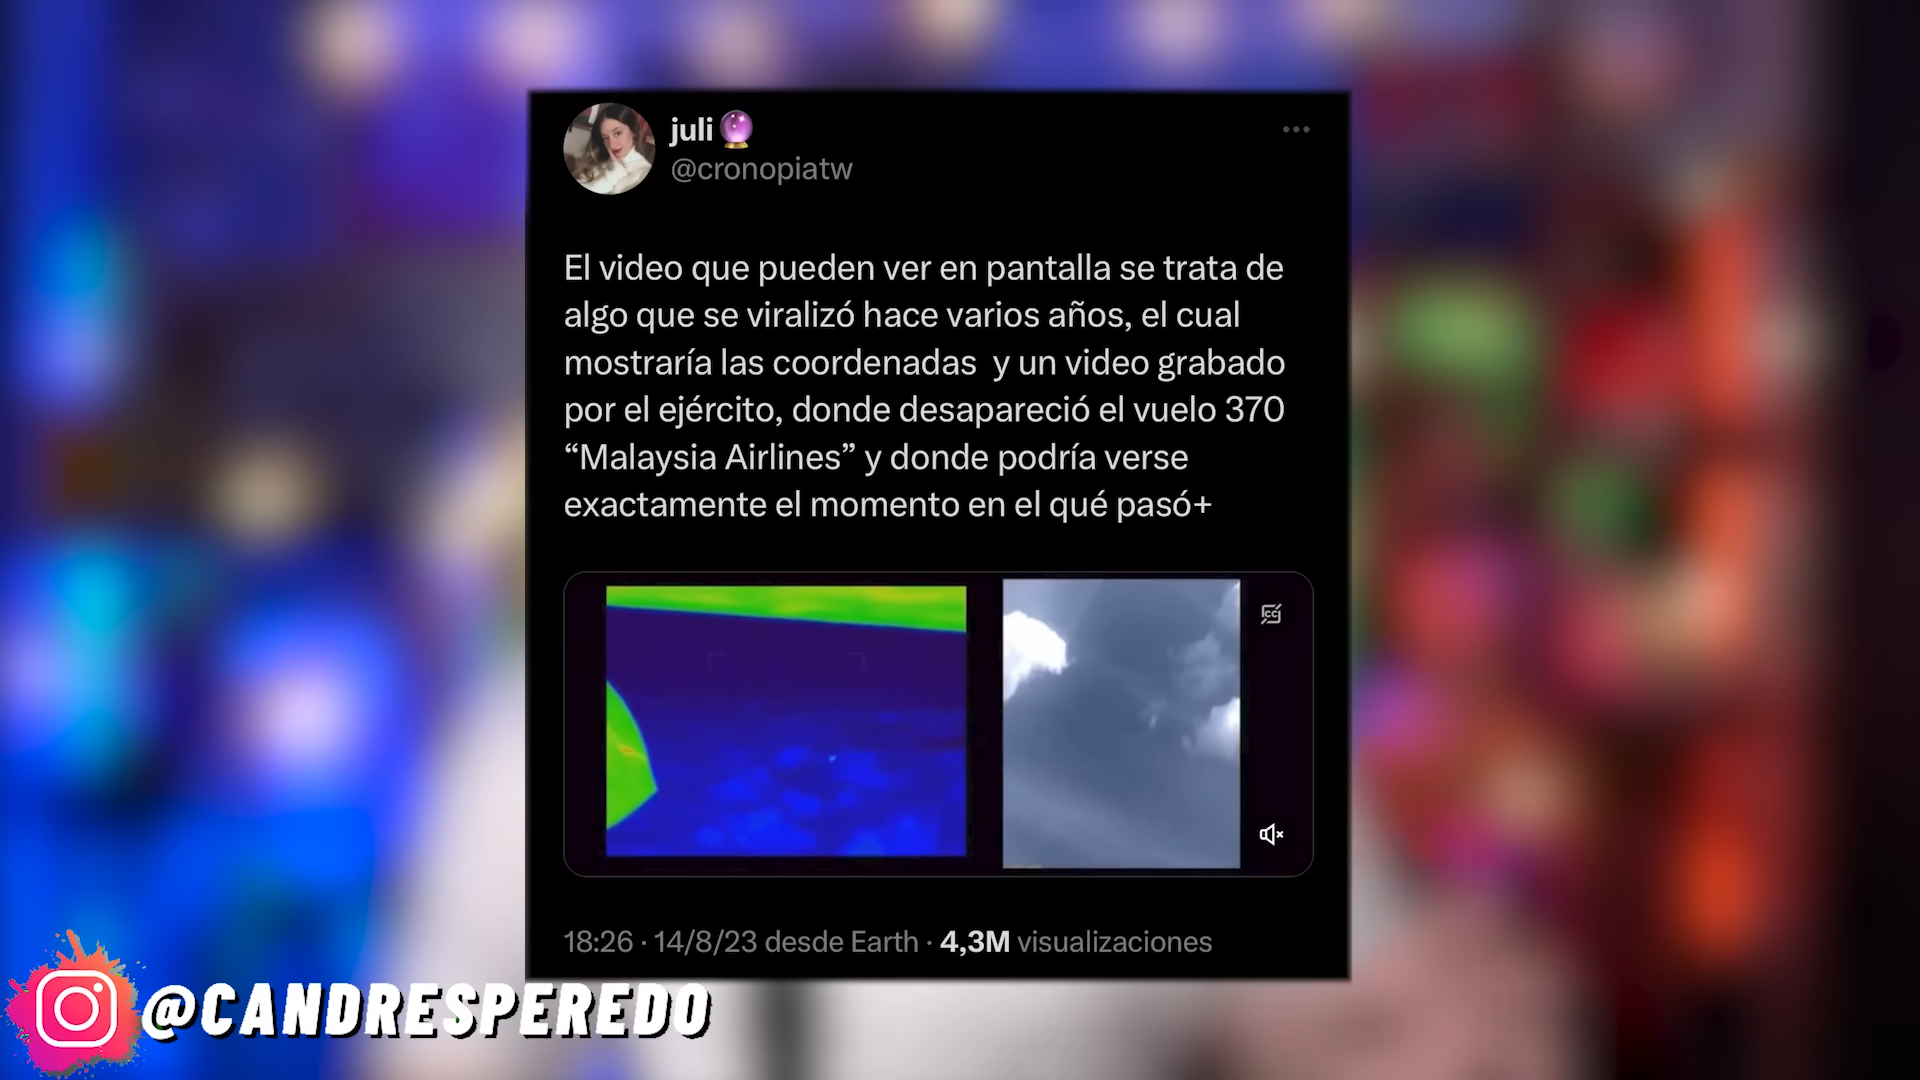 juli
@cronopiatw
El video que pueden ver en pantalla se trata de
algo que se viralizó hace varios años, el cual
mostraría las coordenadas  y un video grabado
por el ejército, donde desapareció el vuelo 370
“Malaysia Airlines” y donde podría verse
exactamente el momento en el qué pasó+
CC
18:26 · 14/8/23 desde Earth · 4,3M visualizaciones
@CANDRESPEREDO